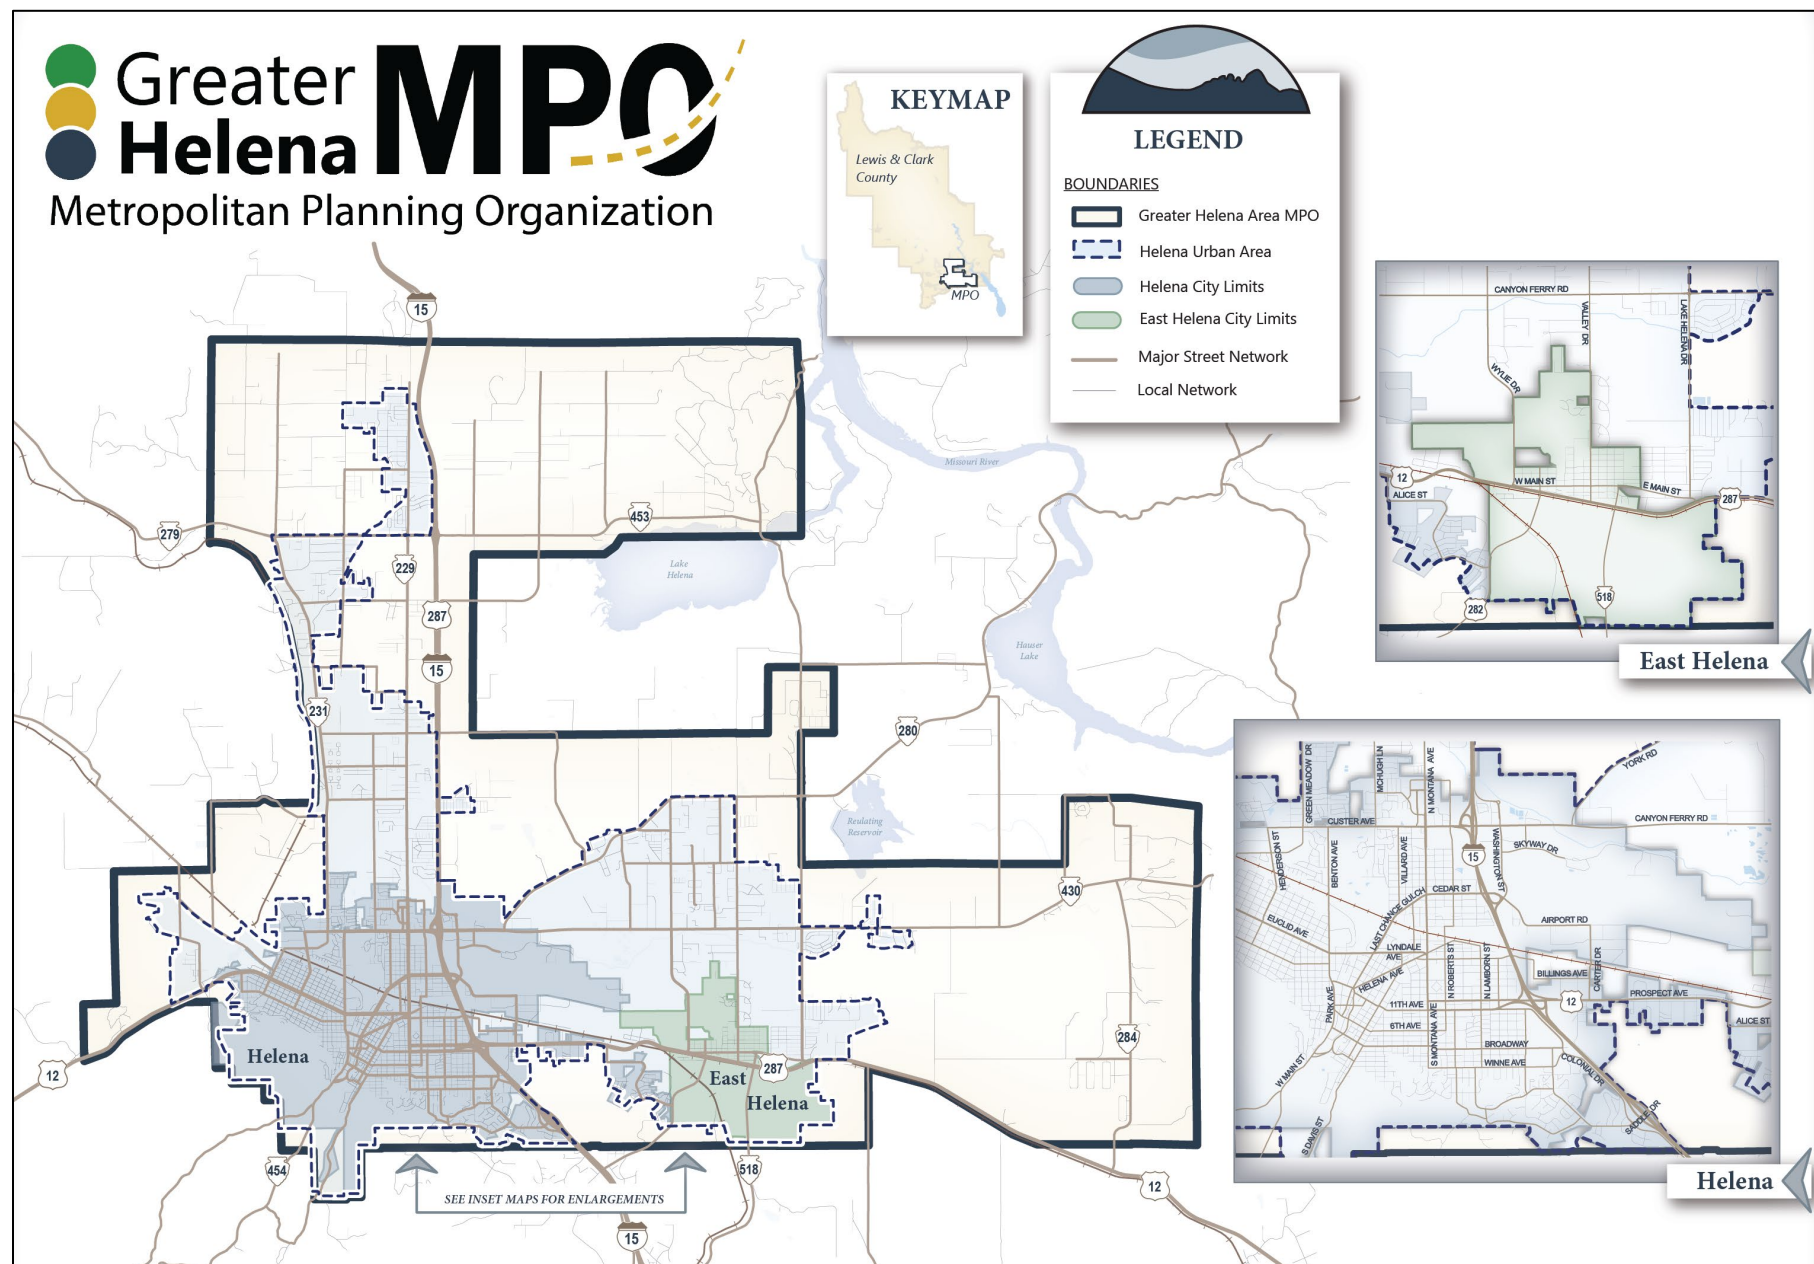 Greater
Helena
MPO
Metropolitan Planning Organization
KEYMAP
Lewis & Clark
County
MPO
LEGEND
BOUNDARIES
Greater Helena Area MPO
Helena Urban Area
Helena City Limits
East Helena City Limits
Major Street Network
Local Network
15
279
453
229
287
15
231
280
430
284
12
287
454
518
12
15
Missouri River
Lake
Helena
Hauser
Lake
Reulating
Reservoir
Helena
East
Helena
SEE INSET MAPS FOR ENLARGEMENTS
CANYON FERRY RD
VALLEY DR
LAKE HELENA DR
WYLIE DR
12
W MAIN ST
E MAIN ST
287
ALICE ST
282
518
East Helena
GREEN MEADOW DR
MCHUGH LN
N MONTANA AVE
YORK RD
CUSTER AVE
CANYON FERRY RD
HENDERSON ST
BENTON AVE
VILLARD AVE
15
WASHINGTON ST
SKYWAY DR
CEDAR ST
LAST CHANCE GULCH
EUCLID AVE
AIRPORT RD
LYNDALE
AVE
N ROBERTS ST
N LAMBORN ST
CARTER DR
HELENA AVE
BILLINGS AVE
PROSPECT AVE
PARK AVE
11TH AVE
12
6TH AVE
S MONTANA AVE
ALICE ST
BROADWAY
WINNE AVE
COLONIAL DR
W MAIN ST
SADDLE DR
S DAVIS ST
Helena